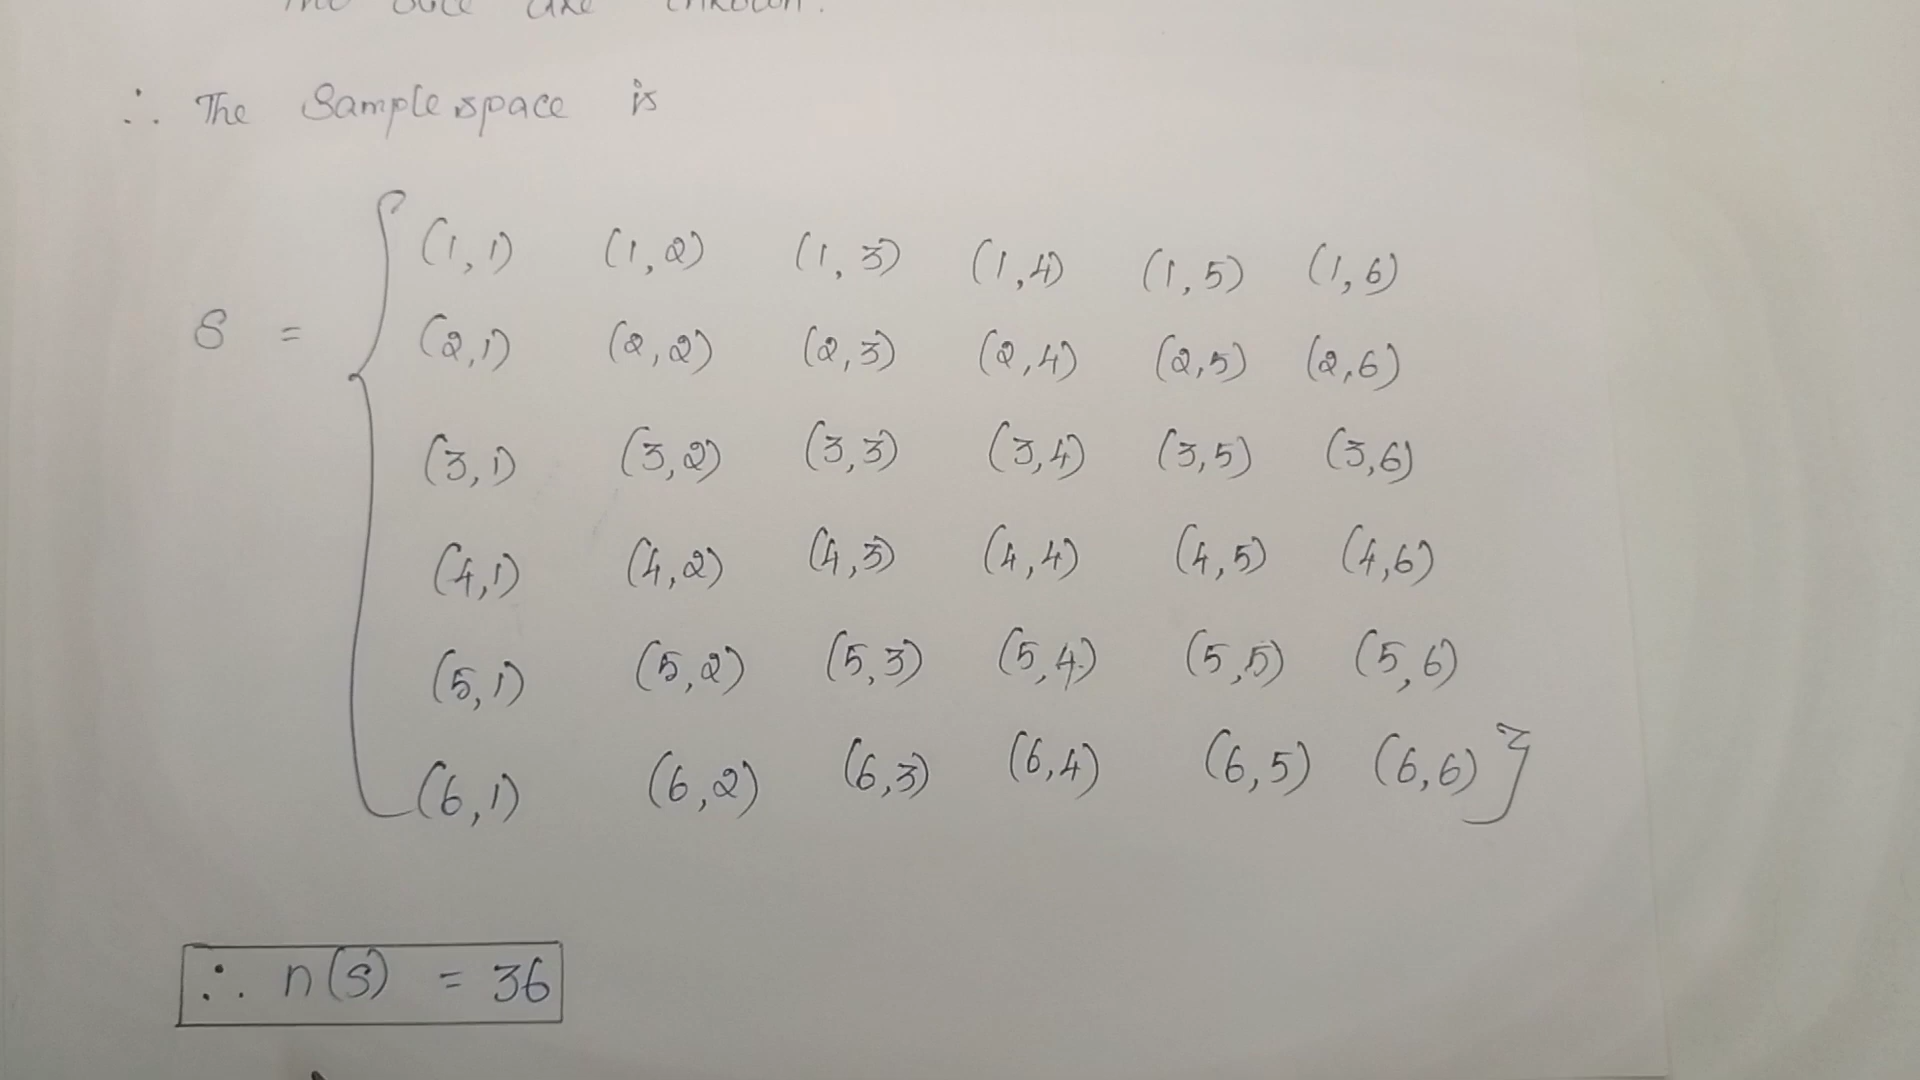 ∴ The Sample space is
S = { (1,1) (1,2) (1,3) (1,4) (1,5) (1,6)
(2,1) (2,2) (2,3) (2,4) (2,5) (2,6)
(3,1) (3,2) (3,3) (3,4) (3,5) (3,6)
(4,1) (4,2) (4,3) (4,4) (4,5) (4,6)
(5,1) (5,2) (5,3) (5,4) (5,5) (5,6)
(6,1) (6,2) (6,3) (6,4) (6,5) (6,6) }
∴ n(S) = 36